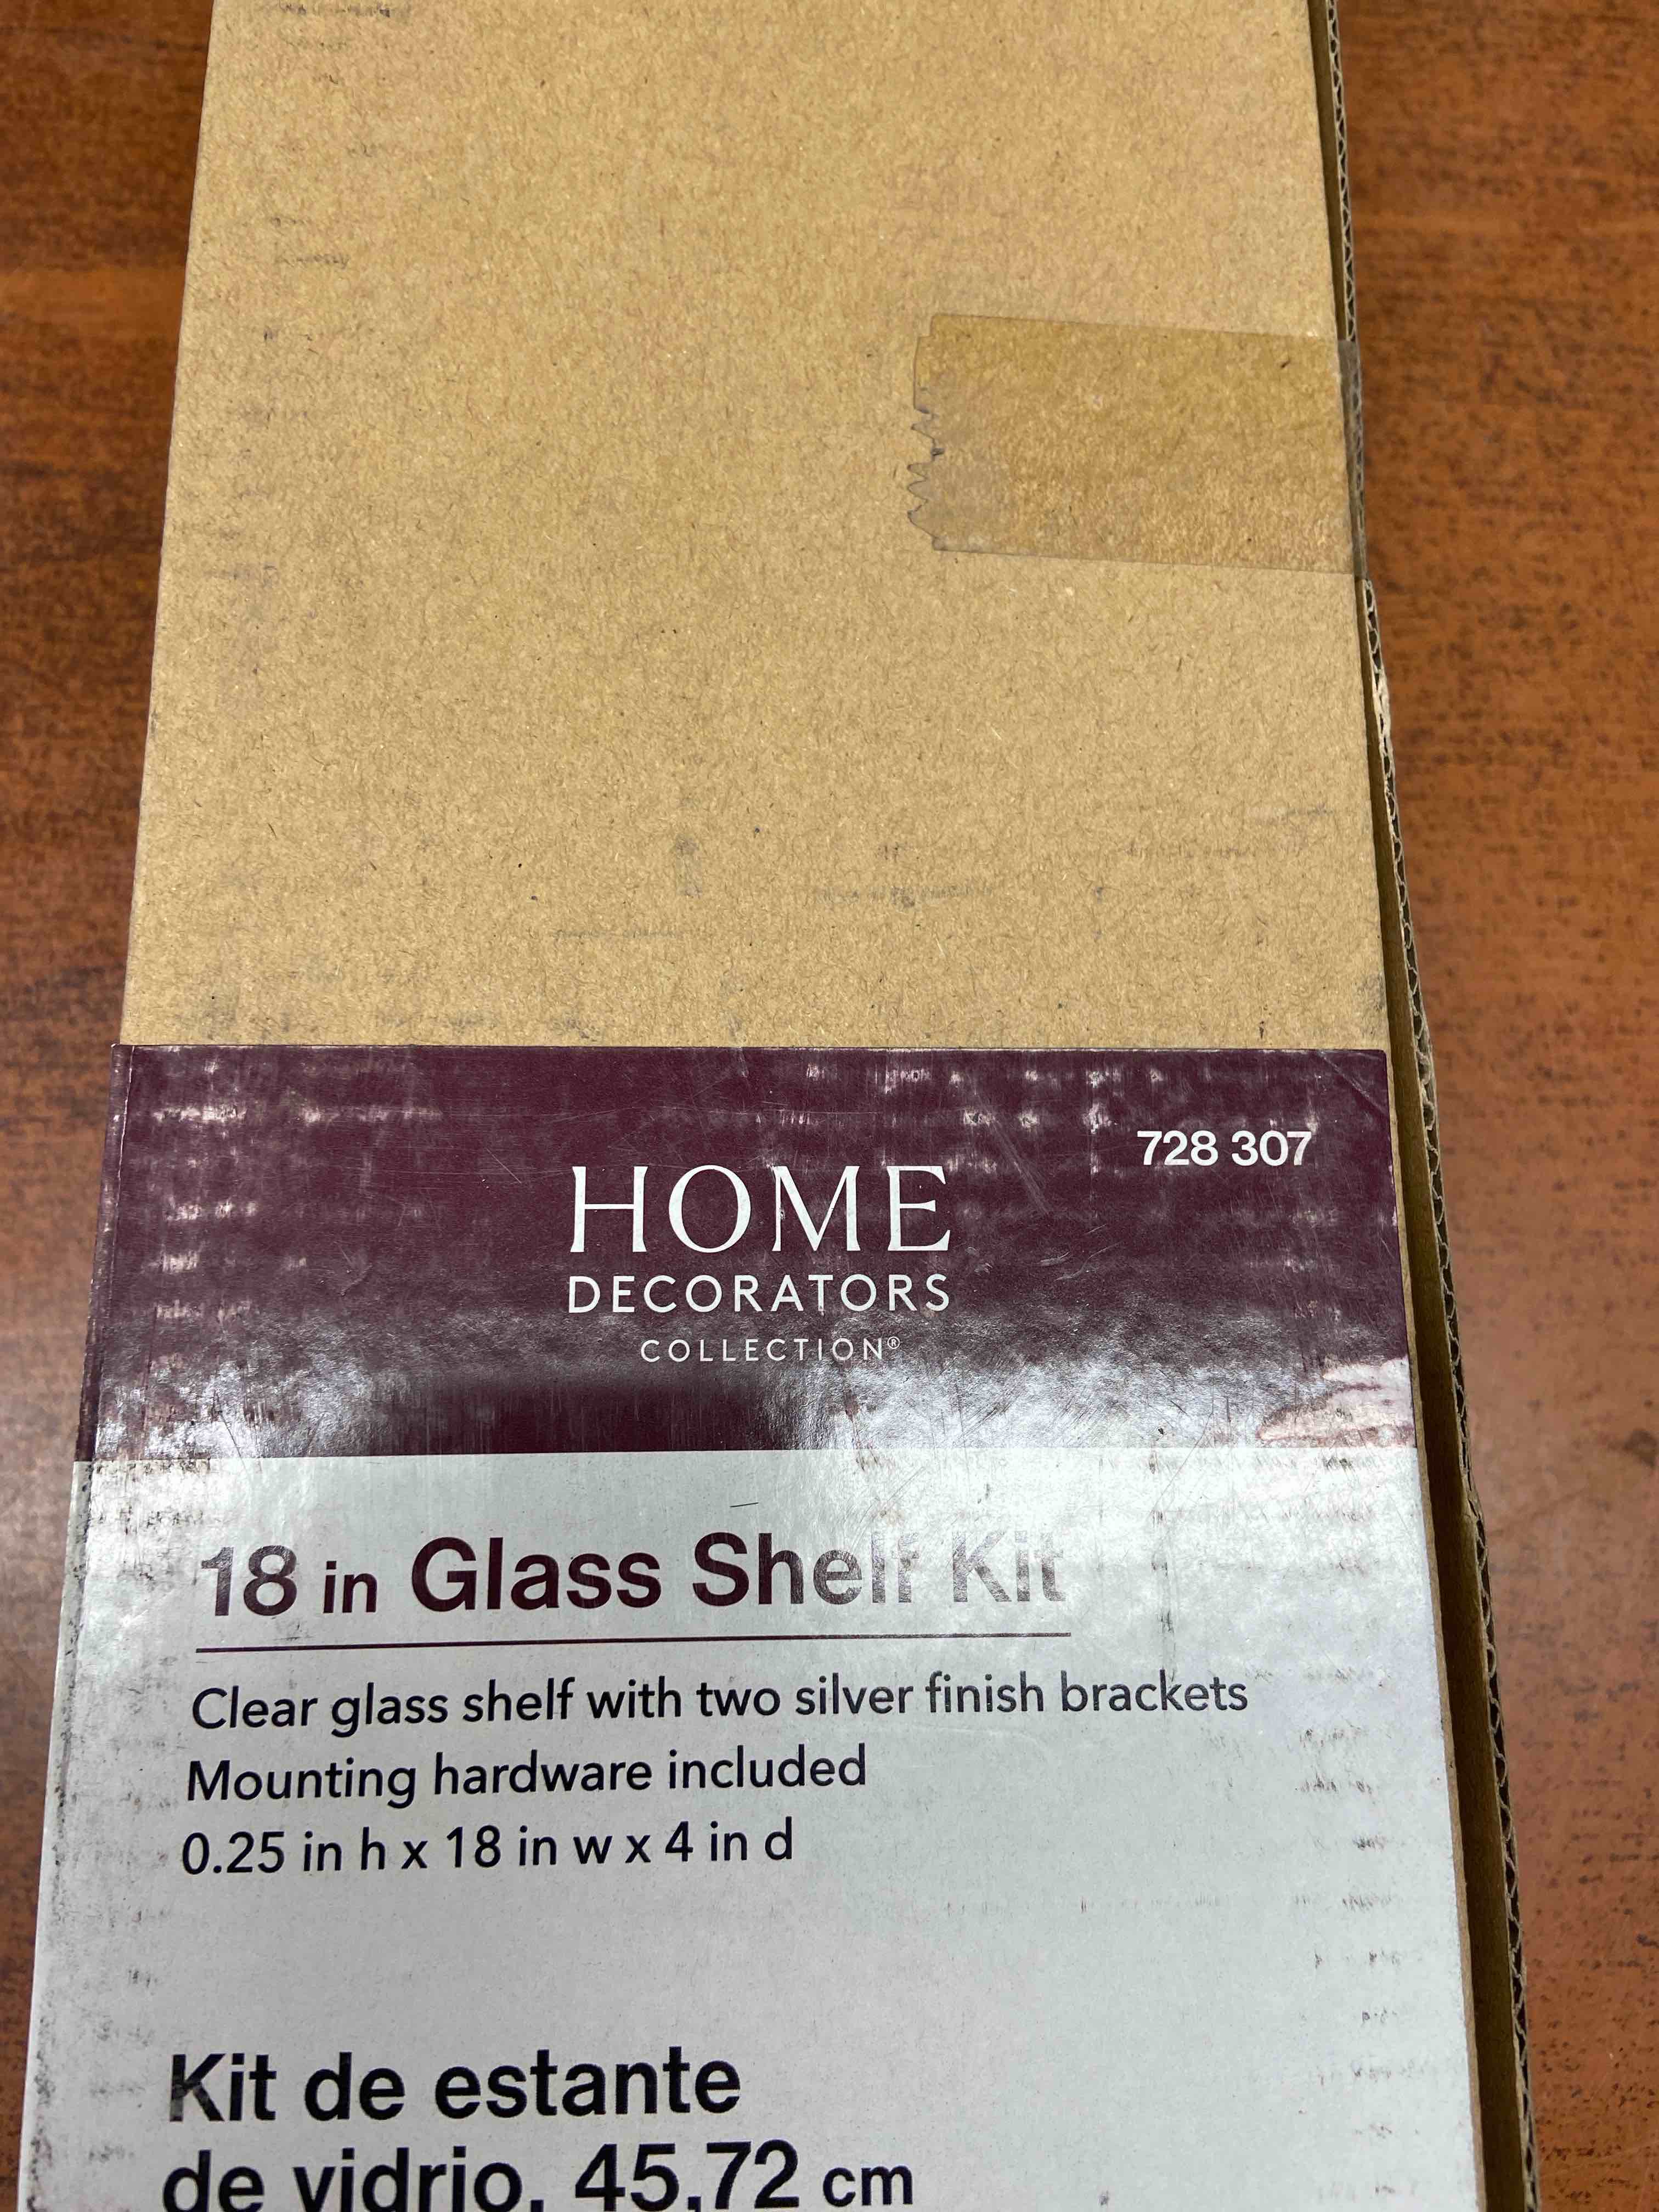 728 307
HOME
DECORATORS
COLLECTION®
18 in Glass Shelf Kit
Clear glass shelf with two silver finish brackets
Mounting hardware included
0.25 in h x 18 in w x 4 in d
Kit de estante
de vidrio, 45,72 cm